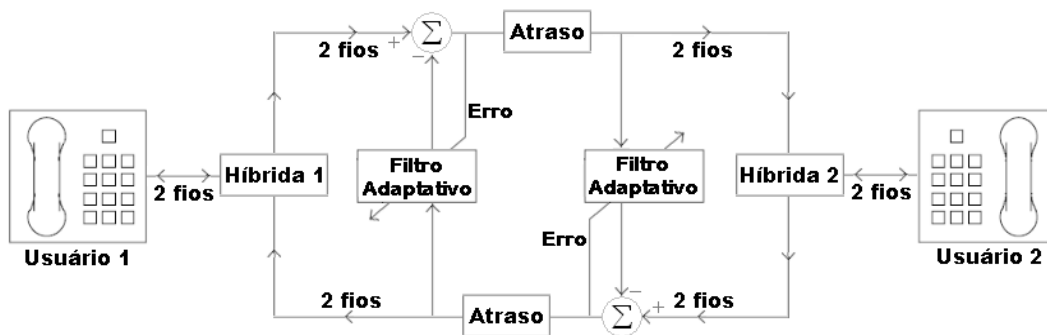 2 fios
+
Σ
−
Atraso
2 fios
Erro
Filtro
Adaptativo
Filtro
Adaptativo
Híbrida 1
Híbrida 2
2 fios
2 fios
Usuário 1
Usuário 2
Erro
2 fios
Atraso
−
Σ
+
2 fios